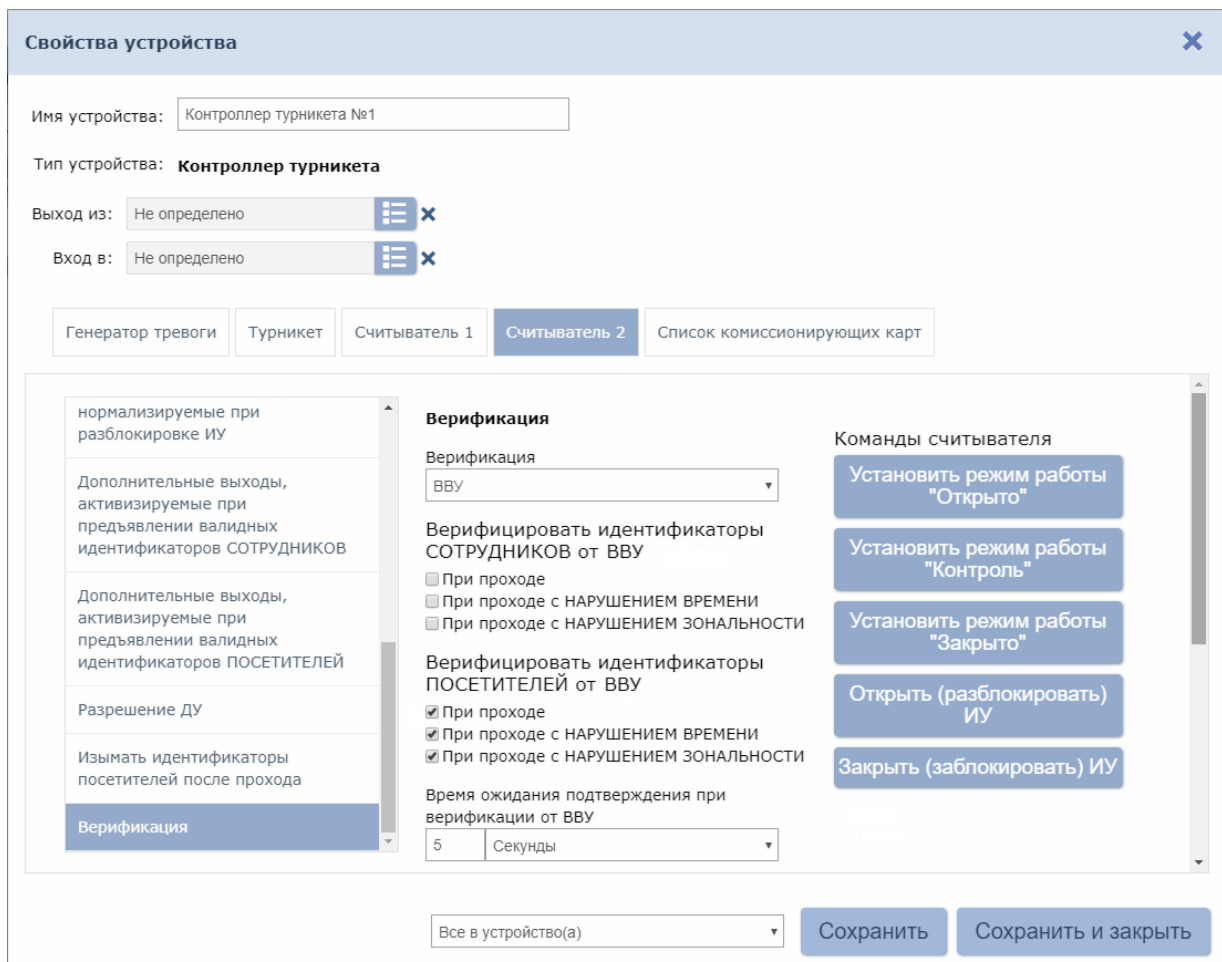 Свойства устройства
Имя устройства: Контроллер турникета №1
Тип устройства: Контроллер турникета
Выход из: Не определено
Вход в: Не определено
Генератор тревоги Турникет Считыватель 1 Считыватель 2 Список комиссионирующих карт
нормализируемые при
разблокировке ИУ
Дополнительные выходы,
активизируемые при
предъявлении валидных
идентификаторов СОТРУДНИКОВ
Дополнительные выходы,
активизируемые при
предъявлении валидных
идентификаторов ПОСЕТИТЕЛЕЙ
Разрешение ДУ
Изымать идентификаторы
посетителей после прохода
Верификация
Верификация
Верификация
ВВУ
Верифицировать идентификаторы
СОТРУДНИКОВ от ВВУ
При проходе
При проходе с НАРУШЕНИЕМ ВРЕМЕНИ
При проходе с НАРУШЕНИЕМ ЗОНАЛЬНОСТИ
Верифицировать идентификаторы
ПОСЕТИТЕЛЕЙ от ВВУ
При проходе
При проходе с НАРУШЕНИЕМ ВРЕМЕНИ
При проходе с НАРУШЕНИЕМ ЗОНАЛЬНОСТИ
Время ожидания подтверждения при
верификации от ВВУ
5 Секунды
Команды считывателя
Установить режим работы
"Открыто"
Установить режим работы
"Контроль"
Установить режим работы
"Закрыто"
Открыть (разблокировать)
ИУ
Закрыть (заблокировать) ИУ
Все в устройство(а) Сохранить Сохранить и закрыть